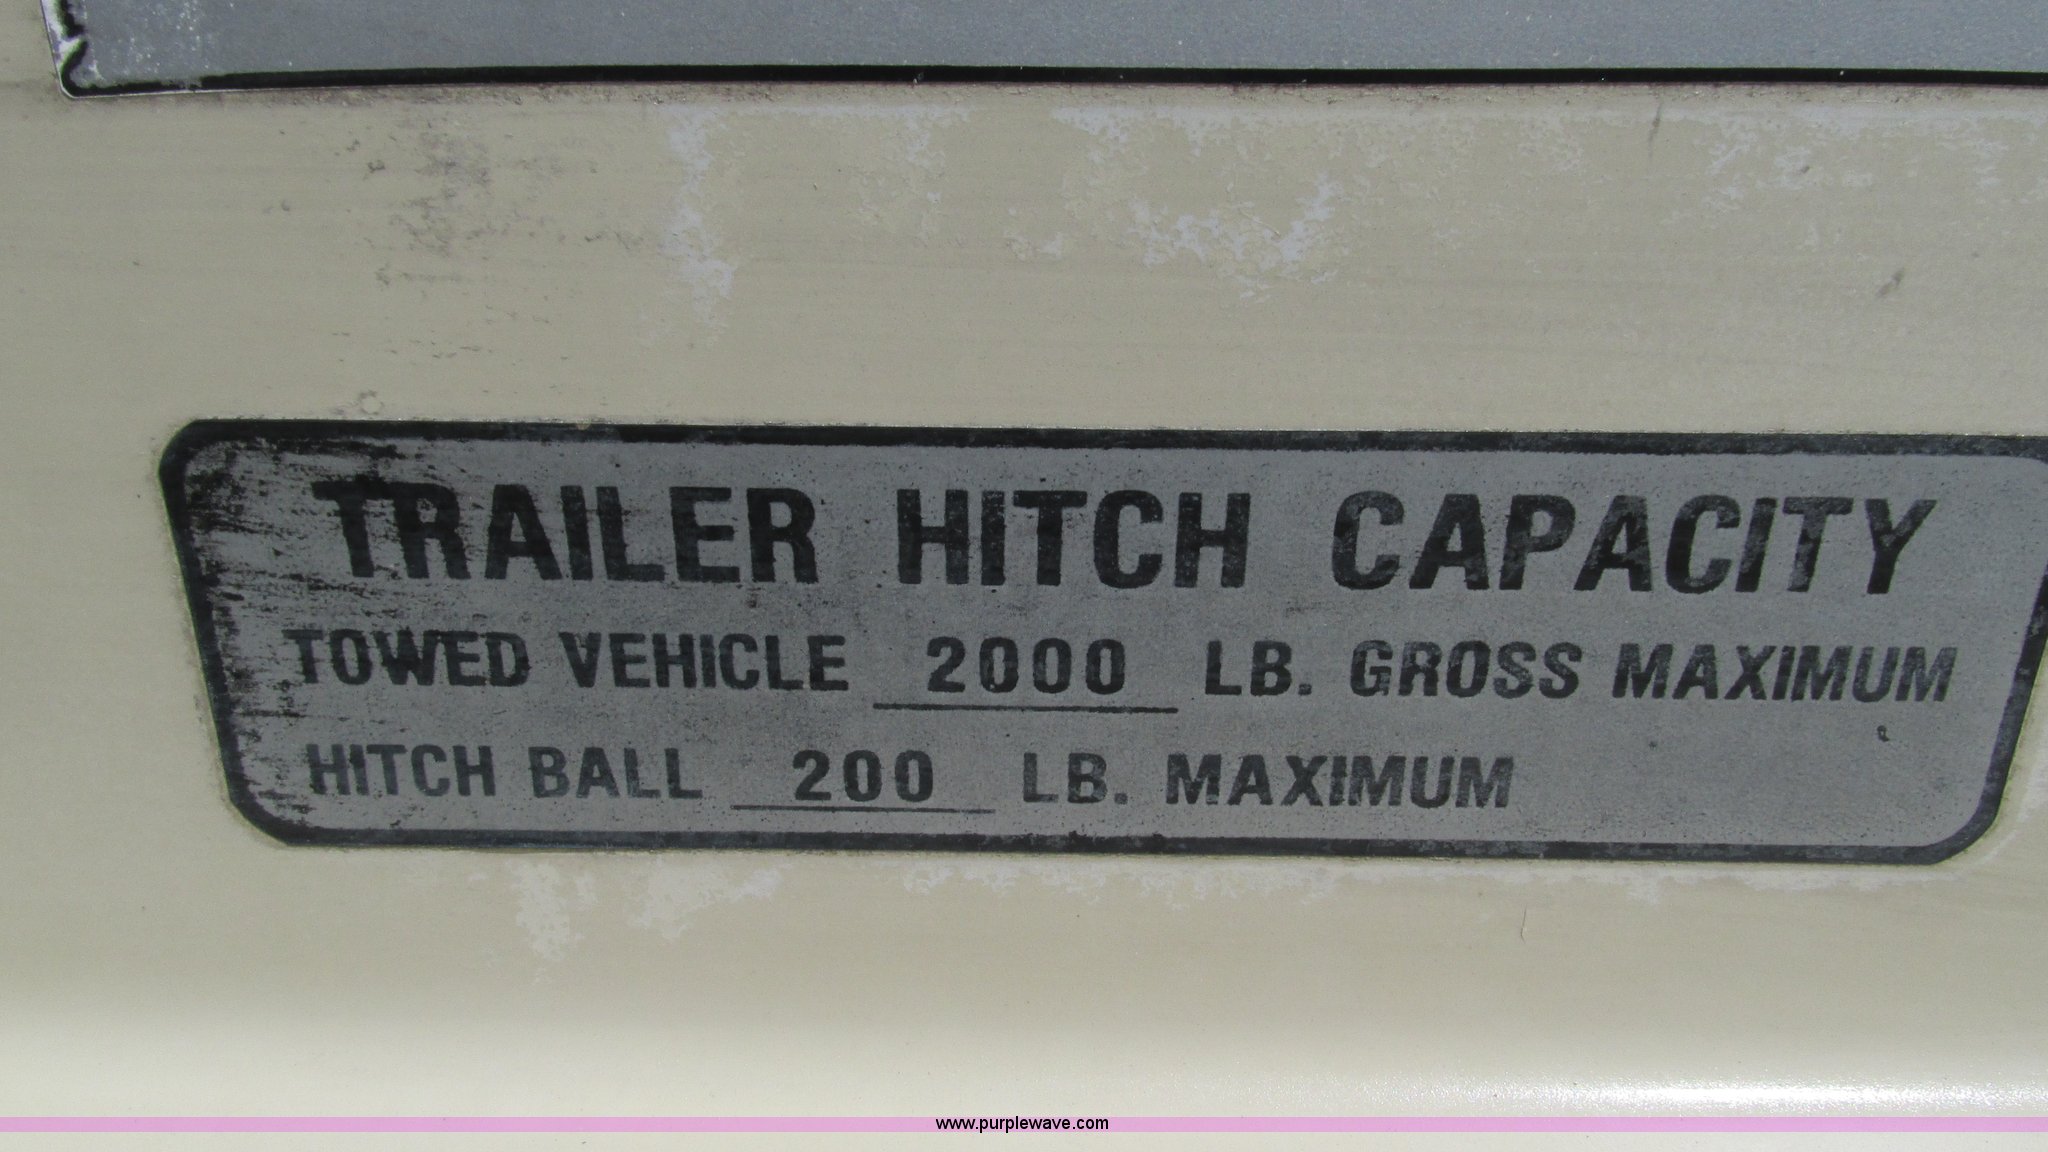 TRAILER HITCH CAPACITY
TOWED VEHICLE 2000 LB. GROSS MAXIMUM
HITCH BALL 200 LB. MAXIMUM
www.purplewave.com